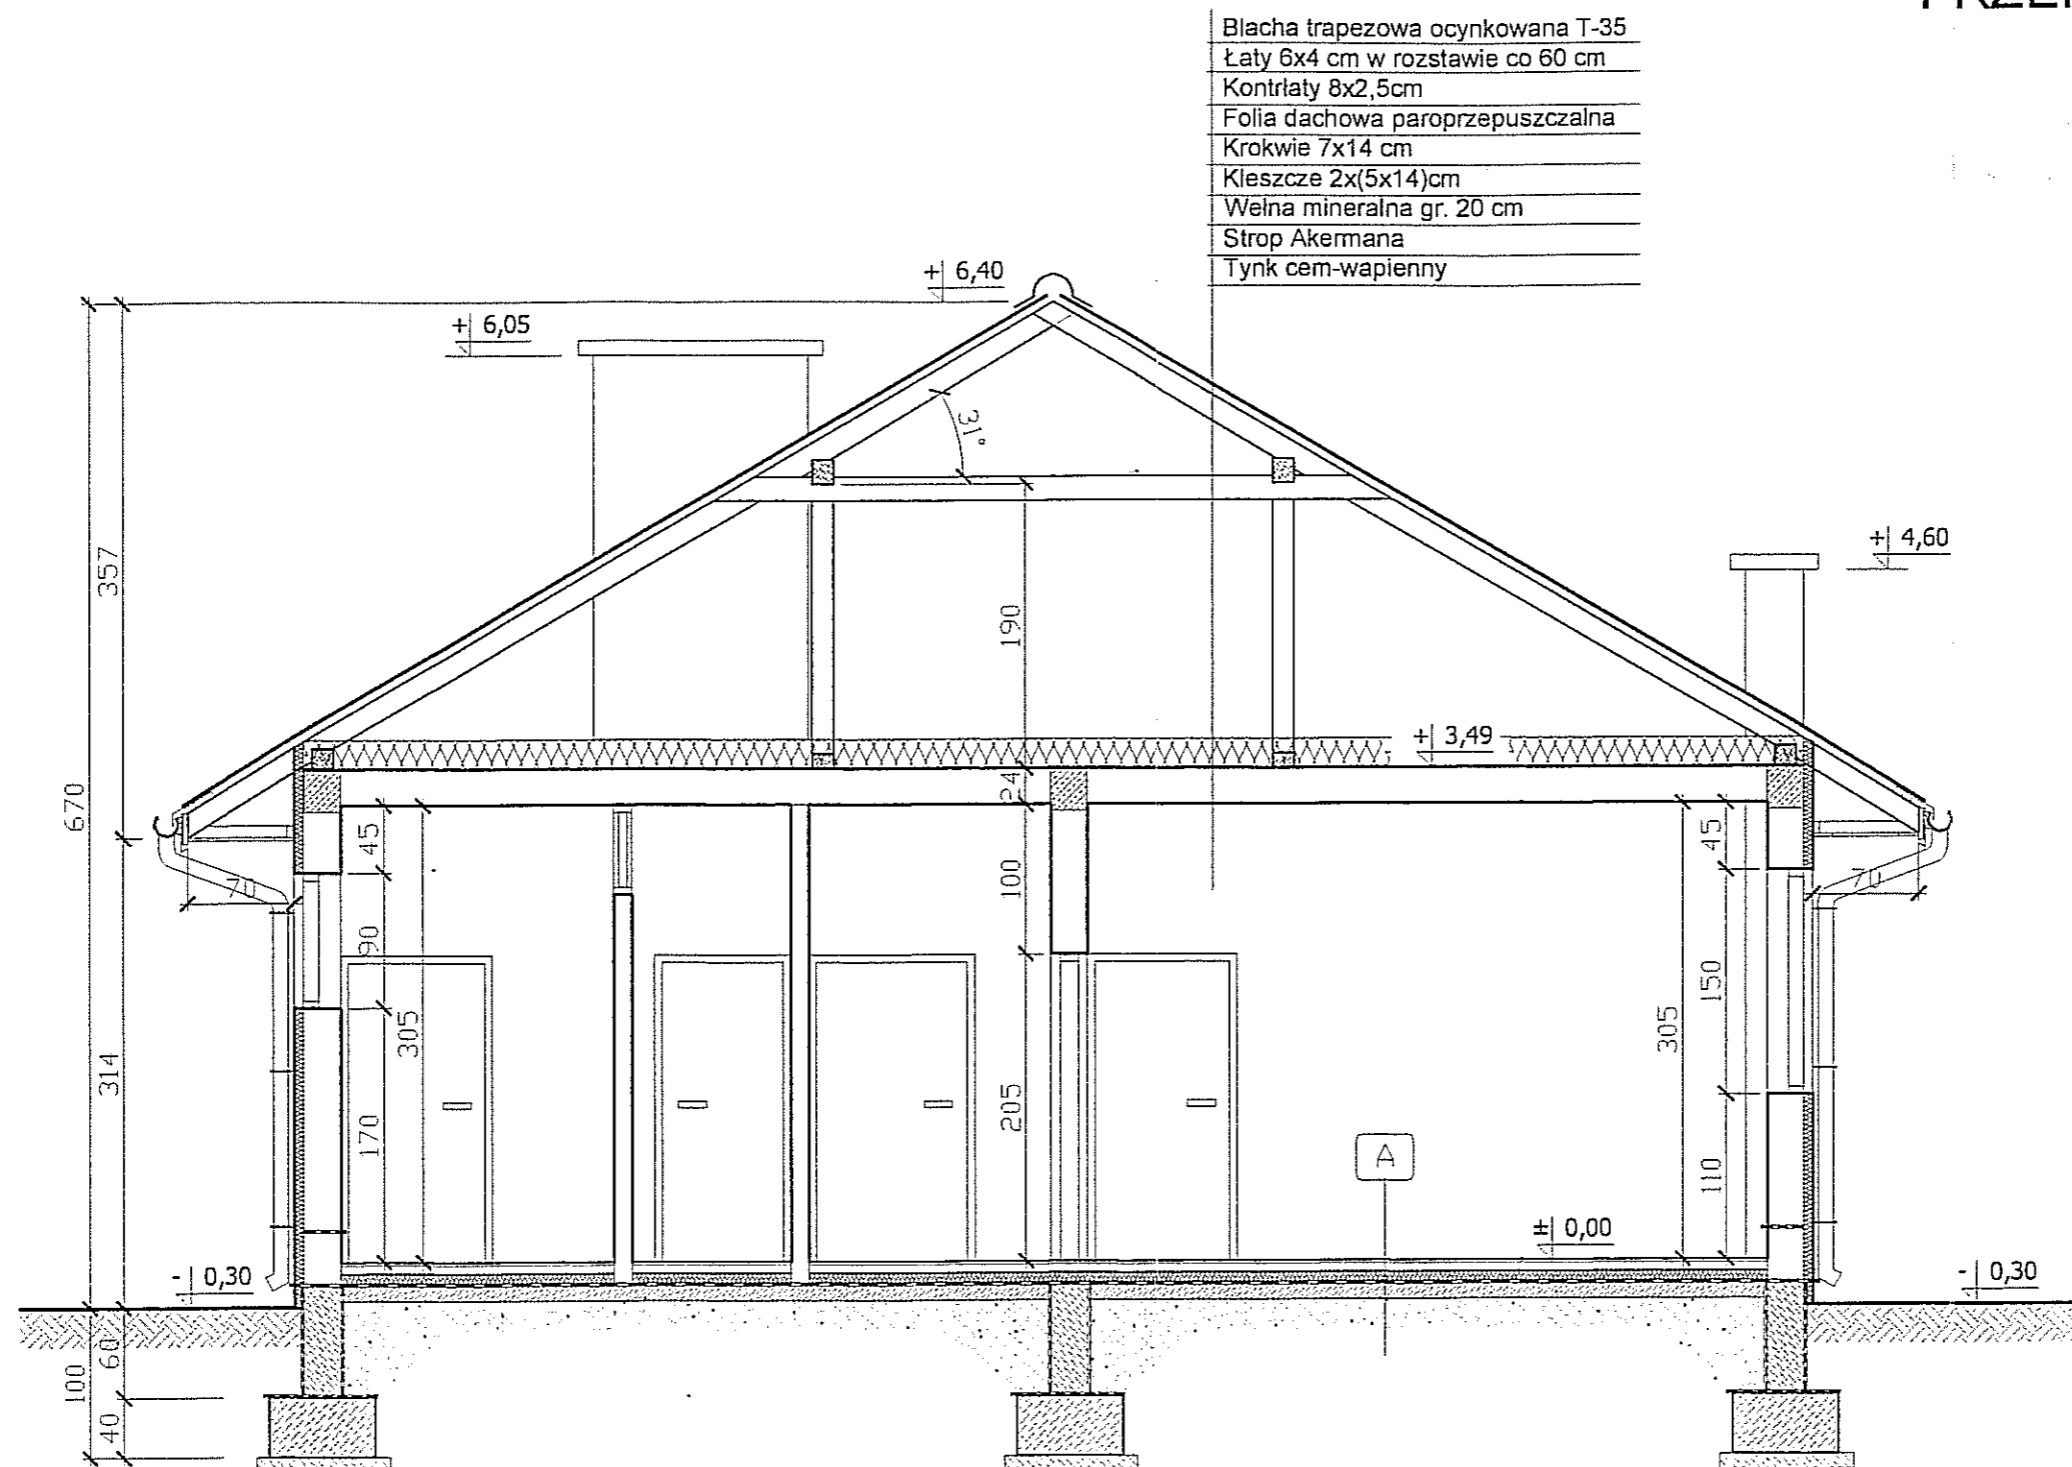 Blacha trapezowa ocynkowana T-35
Łaty 6x4 cm w rozstawie co 60 cm
Kontrłaty 8x2,5cm
Folia dachowa paroprzepuszczalna
Krokwie 7x14 cm
Kleszcze 2x(5x14)cm
Wełna mineralna gr. 20 cm
Strop Akermana
Tynk cem-wapienny
+ 6,40
+ 6,05
31°
+ 4,60
357
190
+ 3,49
24
670
45
45
100
70
70
90
150
305
305
314
205
170
110
A
± 0,00
- 0,30
- 0,30
60
100
40